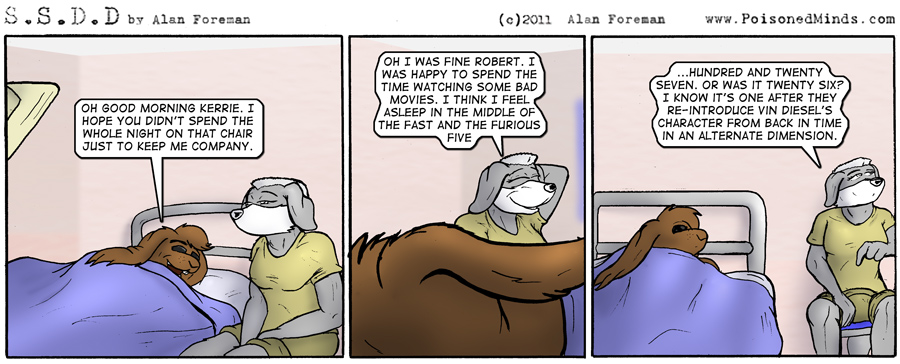 S.S.D.D by Alan Foreman (c)2011 Alan Foreman www.PoisonedMinds.com
OH GOOD MORNING KERRIE. I
HOPE YOU DIDN'T SPEND THE
WHOLE NIGHT ON THAT CHAIR
JUST TO KEEP ME COMPANY.
OH I WAS FINE ROBERT. I
WAS HAPPY TO SPEND THE
TIME WATCHING SOME BAD
MOVIES. I THINK I FEEL
ASLEEP IN THE MIDDLE OF
THE FAST AND THE FURIOUS
FIVE
...HUNDRED AND TWENTY
SEVEN. OR WAS IT TWENTY SIX?
I KNOW IT'S ONE AFTER THEY
RE-INTRODUCE VIN DIESEL'S
CHARACTER FROM BACK IN TIME
IN AN ALTERNATE DIMENSION.